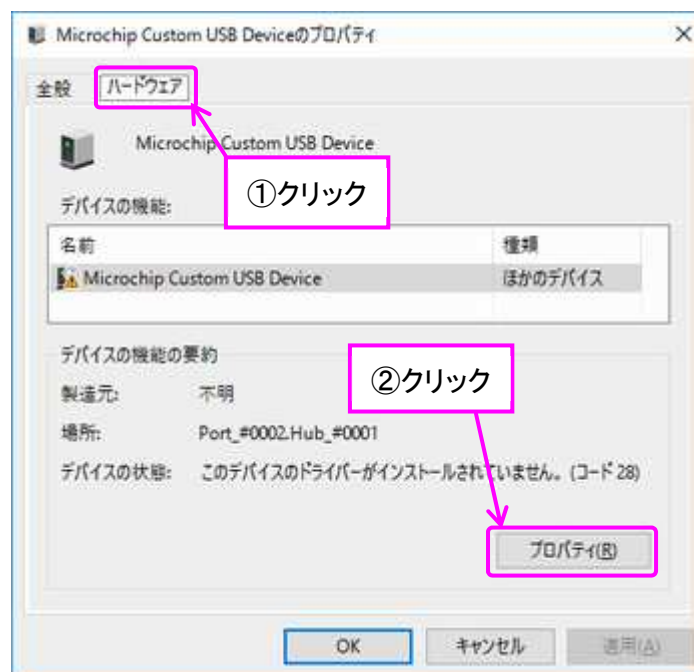 Microchip Custom USB Deviceのプロパティ
全般 ハードウェア
Microchip Custom USB Device
①クリック
デバイスの機能:
名前 種類
Microchip Custom USB Device ほかのデバイス
デバイスの機能の要約
②クリック
製造元: 不明
場所: Port_#0002.Hub_#0001
デバイスの状態: このデバイスのドライバーがインストールされていません。 (コード 28)
プロパティ(R)
OK キャンセル 適用(A)